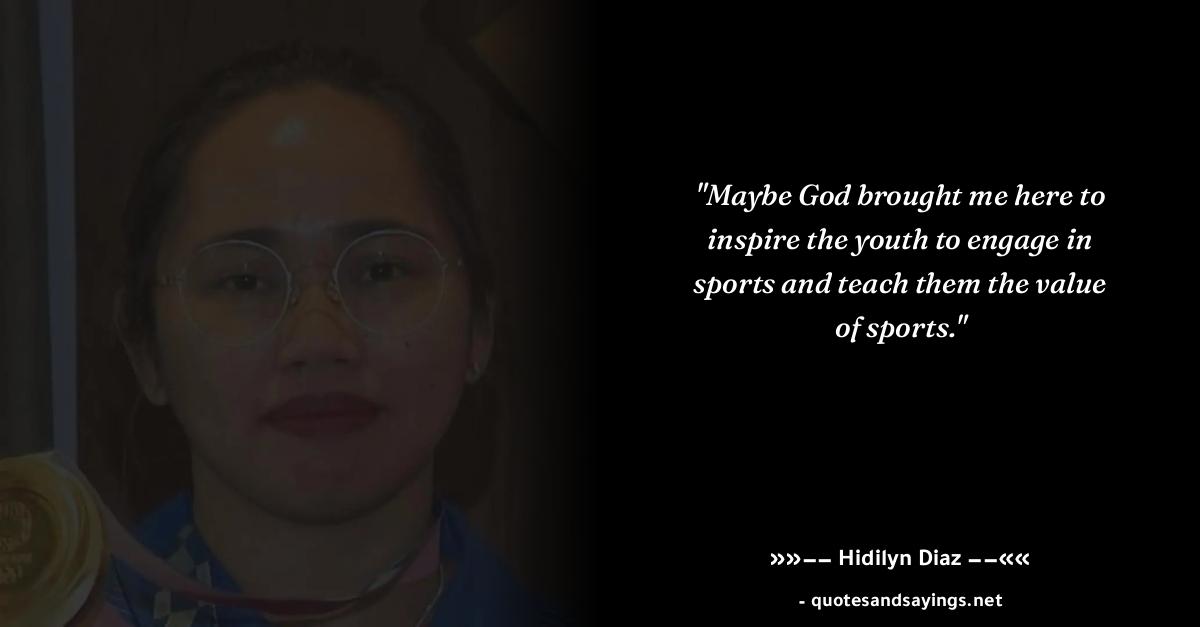 "Maybe God brought me here to
inspire the youth to engage in
sports and teach them the value
of sports."
»»−− Hidilyn Diaz −−««
- quotesandsayings.net